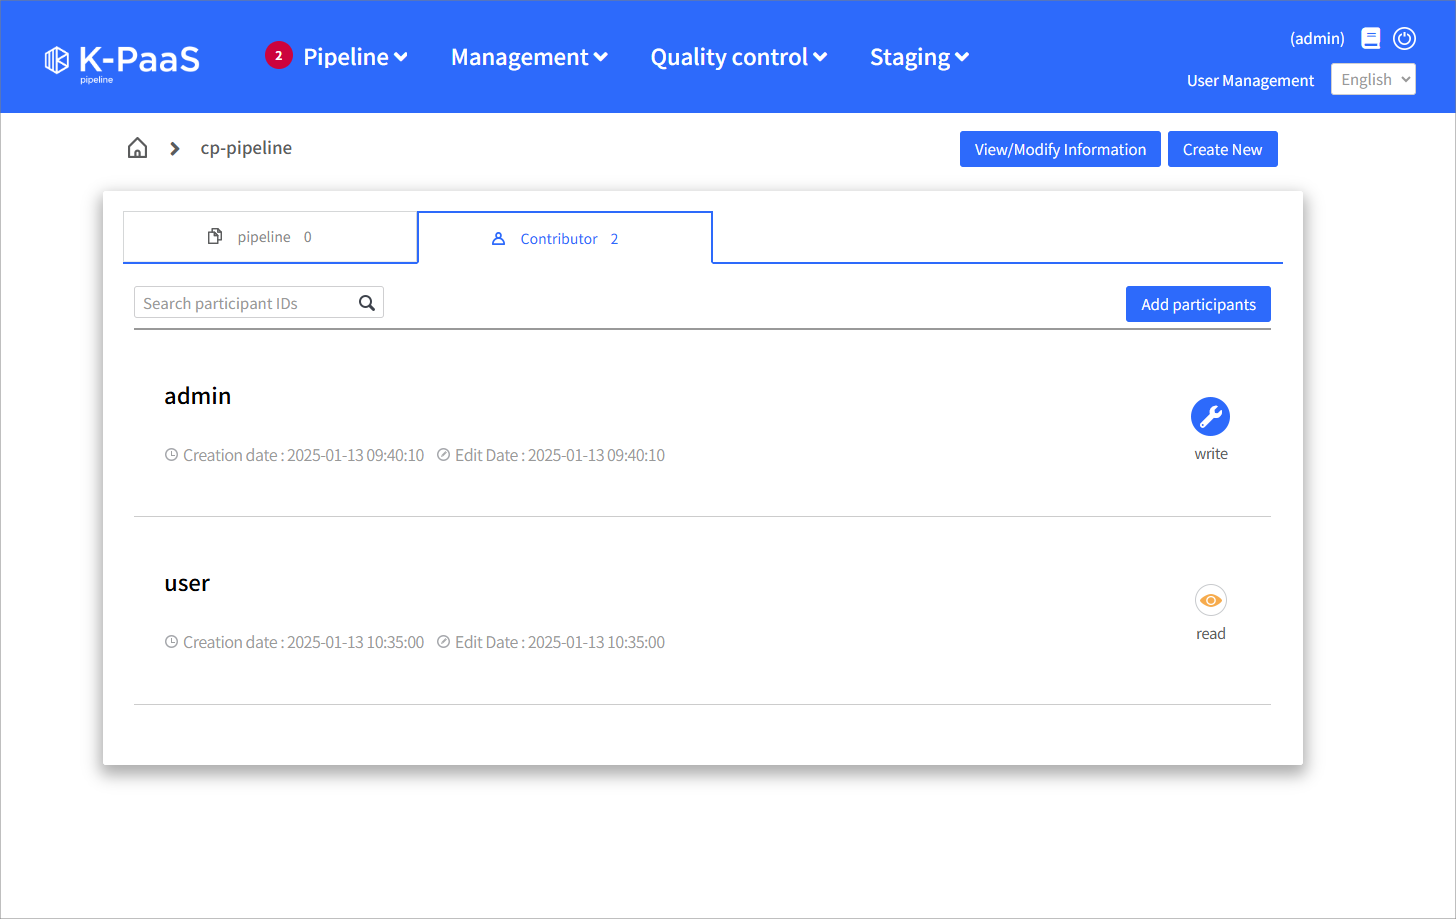 K-PaaS
pipeline
2 Pipeline Management Quality control Staging
(admin)
User Management English
cp-pipeline
View/Modify Information Create New
pipeline 0 Contributor 2
Search participant IDs Add participants
admin
Creation date : 2025-01-13 09:40:10 Edit Date : 2025-01-13 09:40:10
write
user
Creation date : 2025-01-13 10:35:00 Edit Date : 2025-01-13 10:35:00
read